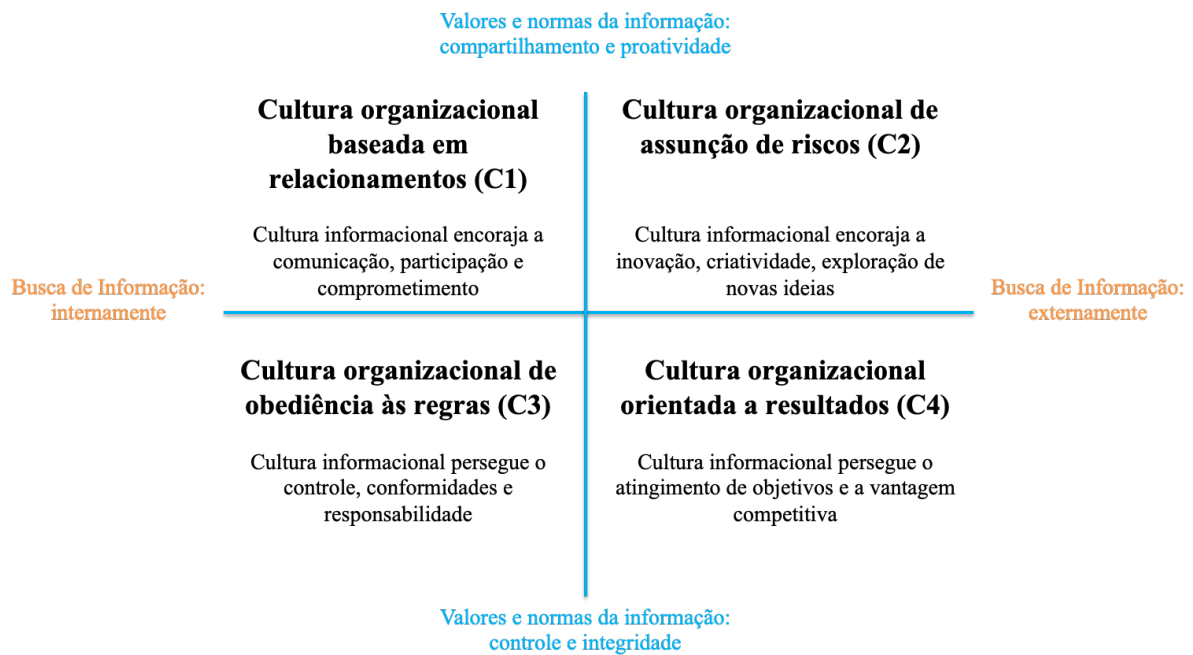 Valores e normas da informação:
compartilhamento e proatividade
Cultura organizacional
baseada em
relacionamentos (C1)
Cultura informacional encoraja a
comunicação, participação e
comprometimento
Cultura organizacional de
assunção de riscos (C2)
Cultura informacional encoraja a
inovação, criatividade, exploração de
novas ideias
Busca de Informação:
internamente
Busca de Informação:
externamente
Cultura organizacional de
obediência às regras (C3)
Cultura informacional persegue o
controle, conformidades e
responsabilidade
Cultura organizacional
orientada a resultados (C4)
Cultura informacional persegue o
atingimento de objetivos e a vantagem
competitiva
Valores e normas da informação:
controle e integridade